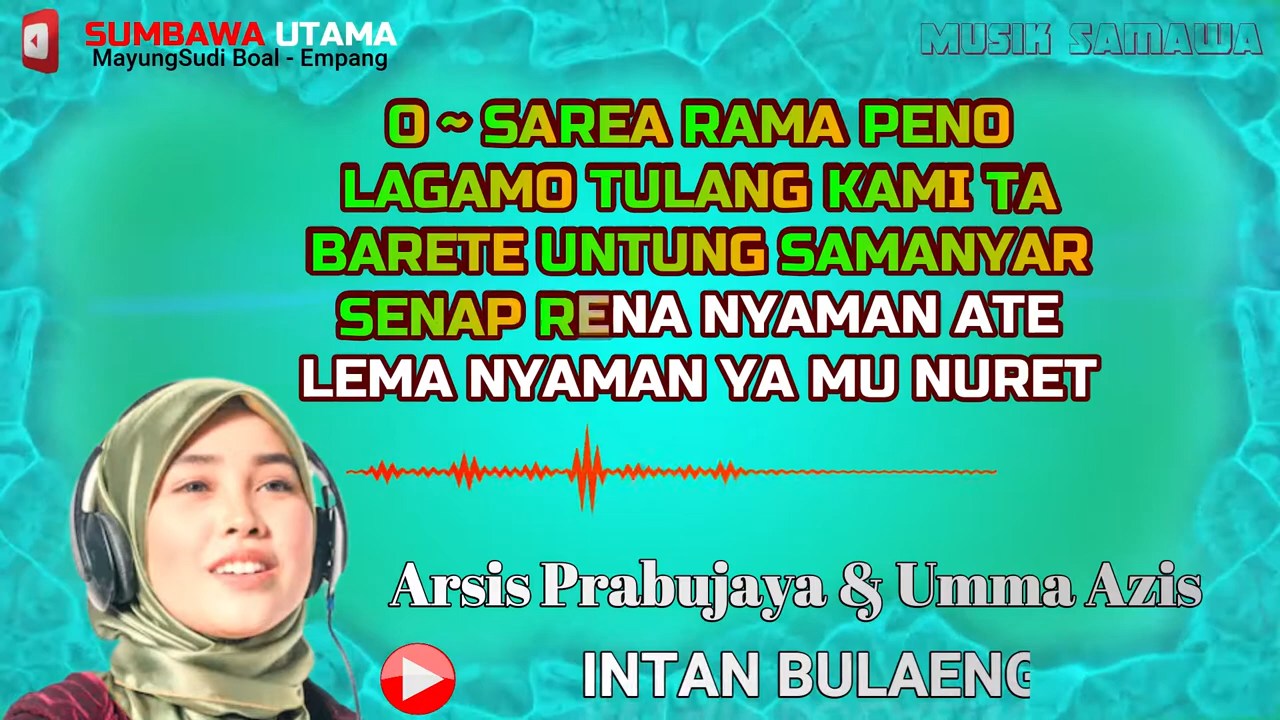 SUMBAWA UTAMA
MayungSudi Boal - Empang
MUSIK SAMAWA
O ~ SAREA RAMA PENO
LAGAMO TULANG KAMI TA
BARETE UNTUNG SAMANYAR
SENAP RENA NYAMAN ATE
LEMA NYAMAN YA MU NURET
Arsis Prabujaya & Umma Azis
INTAN BULAENG